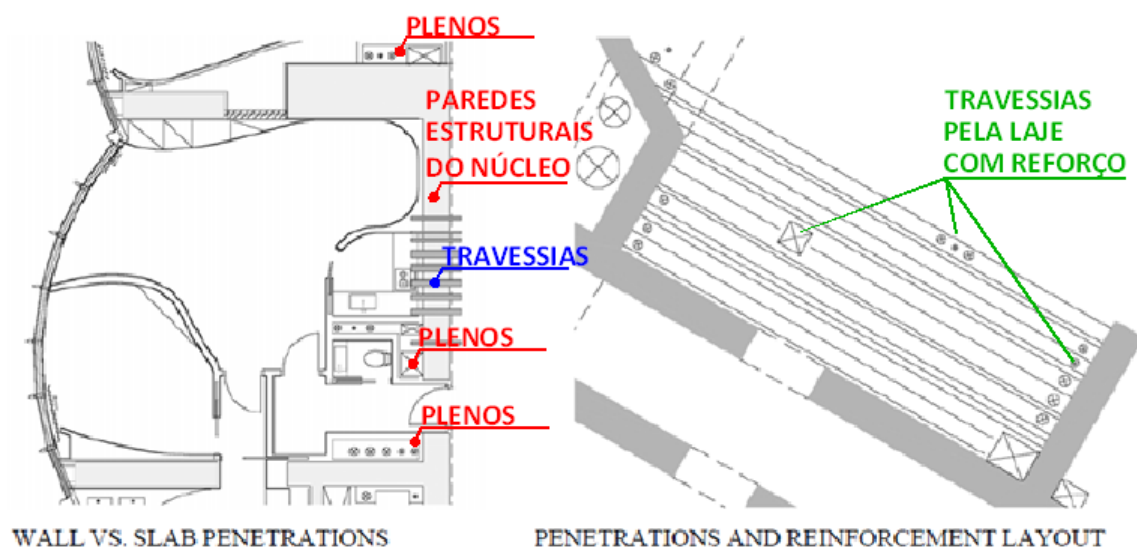 PLENOS
PAREDES
ESTRUTURAIS
DO NÚCLEO
TRAVESSIAS
PLENOS
PLENOS
TRAVESSIAS
PELA LAJE
COM REFORÇO
WALL VS. SLAB PENETRATIONS
PENETRATIONS AND REINFORCEMENT LAYOUT